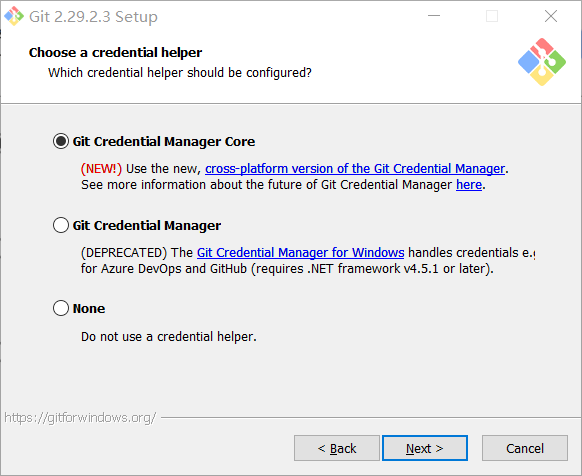 Git 2.29.2.3 Setup
Choose a credential helper
Which credential helper should be configured?
Git Credential Manager Core
(NEW!) Use the new, cross-platform version of the Git Credential Manager.
See more information about the future of Git Credential Manager here.
Git Credential Manager
(DEPRECATED) The Git Credential Manager for Windows handles credentials e.g
for Azure DevOps and GitHub (requires .NET framework v4.5.1 or later).
None
Do not use a credential helper.
https://gitforwindows.org/
< Back
Next >
Cancel